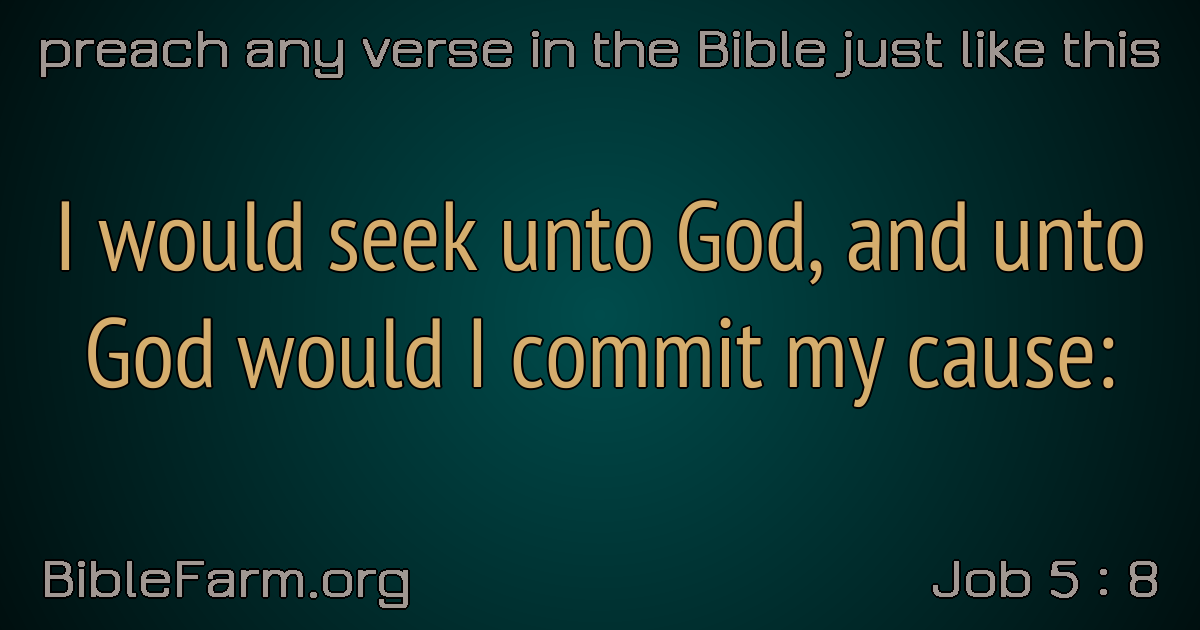 preach any verse in the Bible just like this
I would seek unto God, and unto
God would I commit my cause:
BibleFarm.org
Job 5 : 8